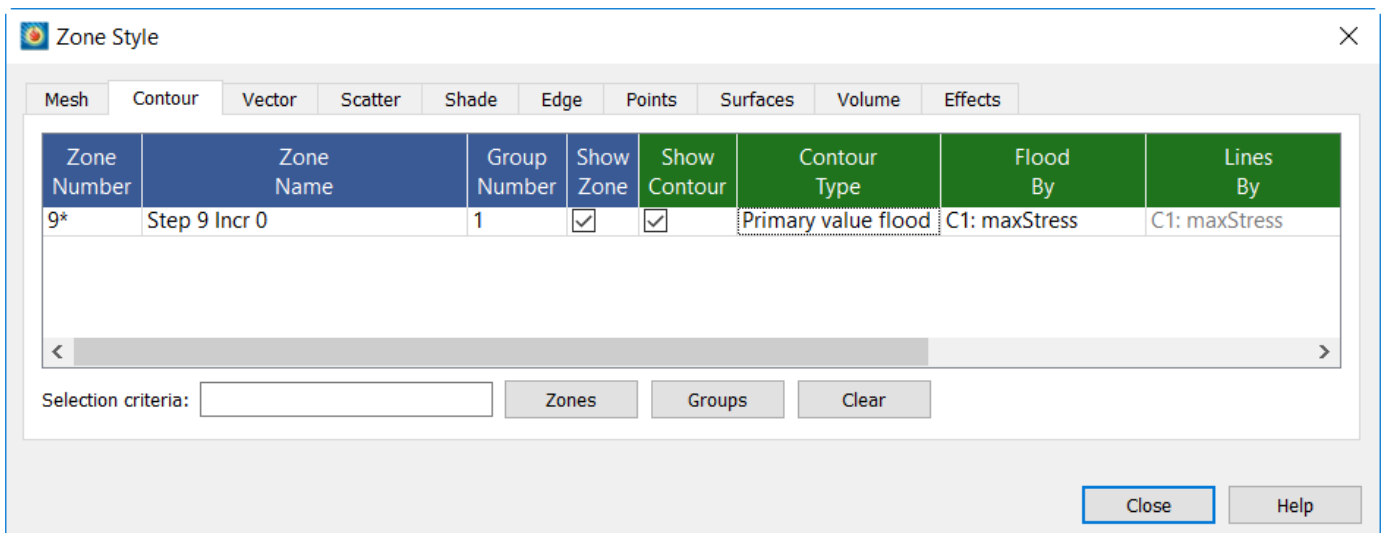 Zone Style
Mesh Contour Vector Scatter Shade Edge Points Surfaces Volume Effects
Zone Number Zone Name Group Number Show Zone Show Contour Contour Type Flood By Lines By
9* Step 9 Incr 0 1 Primary value flood C1: maxStress C1: maxStress
Selection criteria: Zones Groups Clear
Close Help